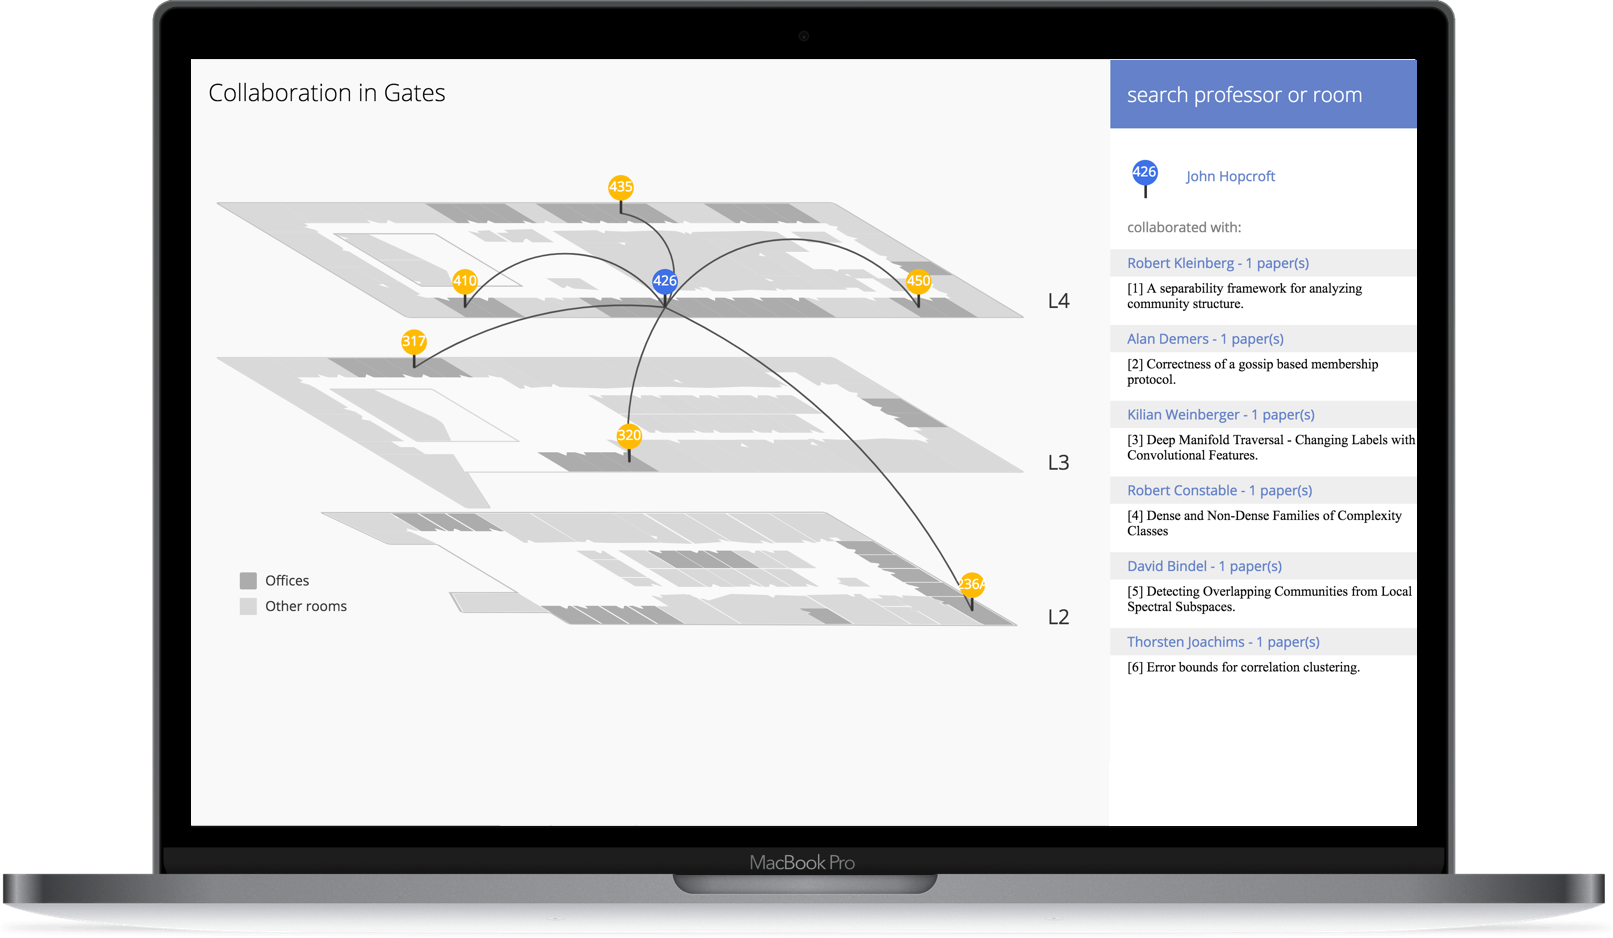 Collaboration in Gates
search professor or room
426
John Hopcroft
collaborated with:
Robert Kleinberg - 1 paper(s)
[1] A separability framework for analyzing
community structure.
Alan Demers - 1 paper(s)
[2] Correctness of a gossip based membership
protocol.
Kilian Weinberger - 1 paper(s)
[3] Deep Manifold Traversal - Changing Labels with
Convolutional Features.
Robert Constable - 1 paper(s)
[4] Dense and Non-Dense Families of Complexity
Classes
David Bindel - 1 paper(s)
[5] Detecting Overlapping Communities from Local
Spectral Subspaces.
Thorsten Joachims - 1 paper(s)
[6] Error bounds for correlation clustering.
435
410
426
450
L4
317
320
L3
236A
L2
Offices
Other rooms
MacBook Pro